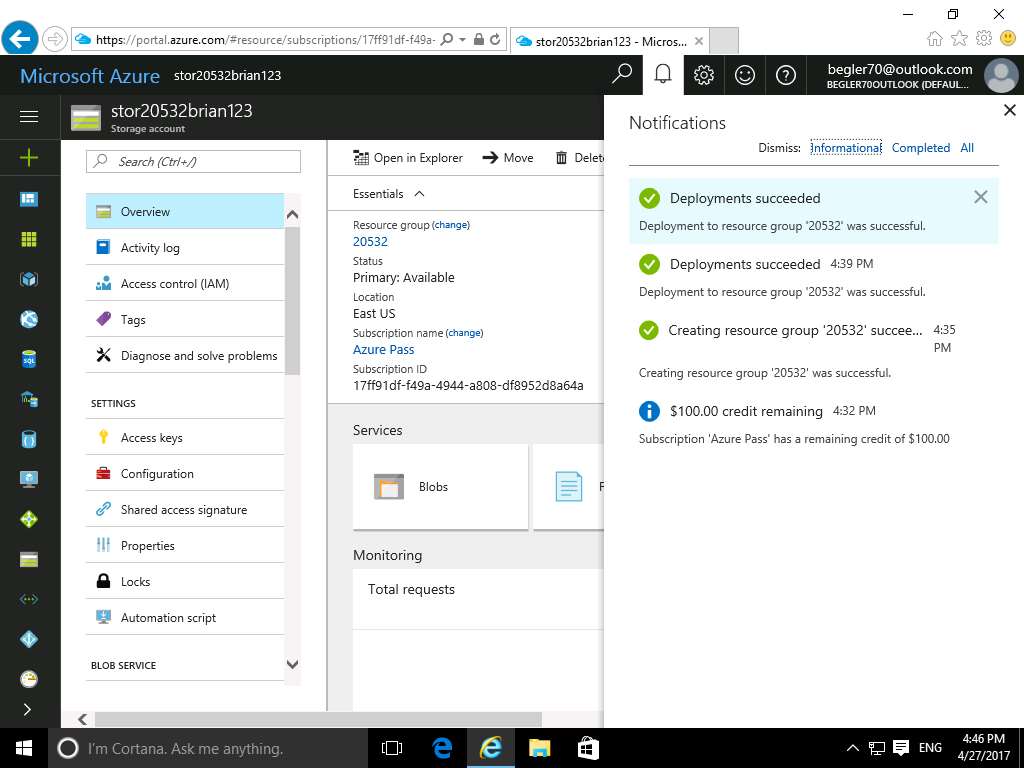 https://portal.azure.com/#resource/subscriptions/17ff91df-f49a-
stor20532brian123 - Micros...
Microsoft Azure stor20532brian123
begler70@outlook.com
BEGLER70OUTLOOK (DEFAUL...
stor20532brian123
Storage account
Search (Ctrl+/)
Overview
Activity log
Access control (IAM)
Tags
Diagnose and solve problems
SETTINGS
Access keys
Configuration
Shared access signature
Properties
Locks
Automation script
BLOB SERVICE
Open in Explorer
Move
Delet
Essentials
Resource group (change)
20532
Status
Primary: Available
Location
East US
Subscription name (change)
Azure Pass
Subscription ID
17ff91df-f49a-4944-a808-df8952d8a64a
Services
Blobs
F
Monitoring
Total requests
Notifications
Dismiss: Informational Completed All
Deployments succeeded
Deployment to resource group '20532' was successful.
Deployments succeeded 4:39 PM
Deployment to resource group '20532' was successful.
Creating resource group '20532' succee... 4:35
PM
Creating resource group '20532' was successful.
$100.00 credit remaining 4:32 PM
Subscription 'Azure Pass' has a remaining credit of $100.00
I'm Cortana. Ask me anything.
ENG
4:46 PM
4/27/2017